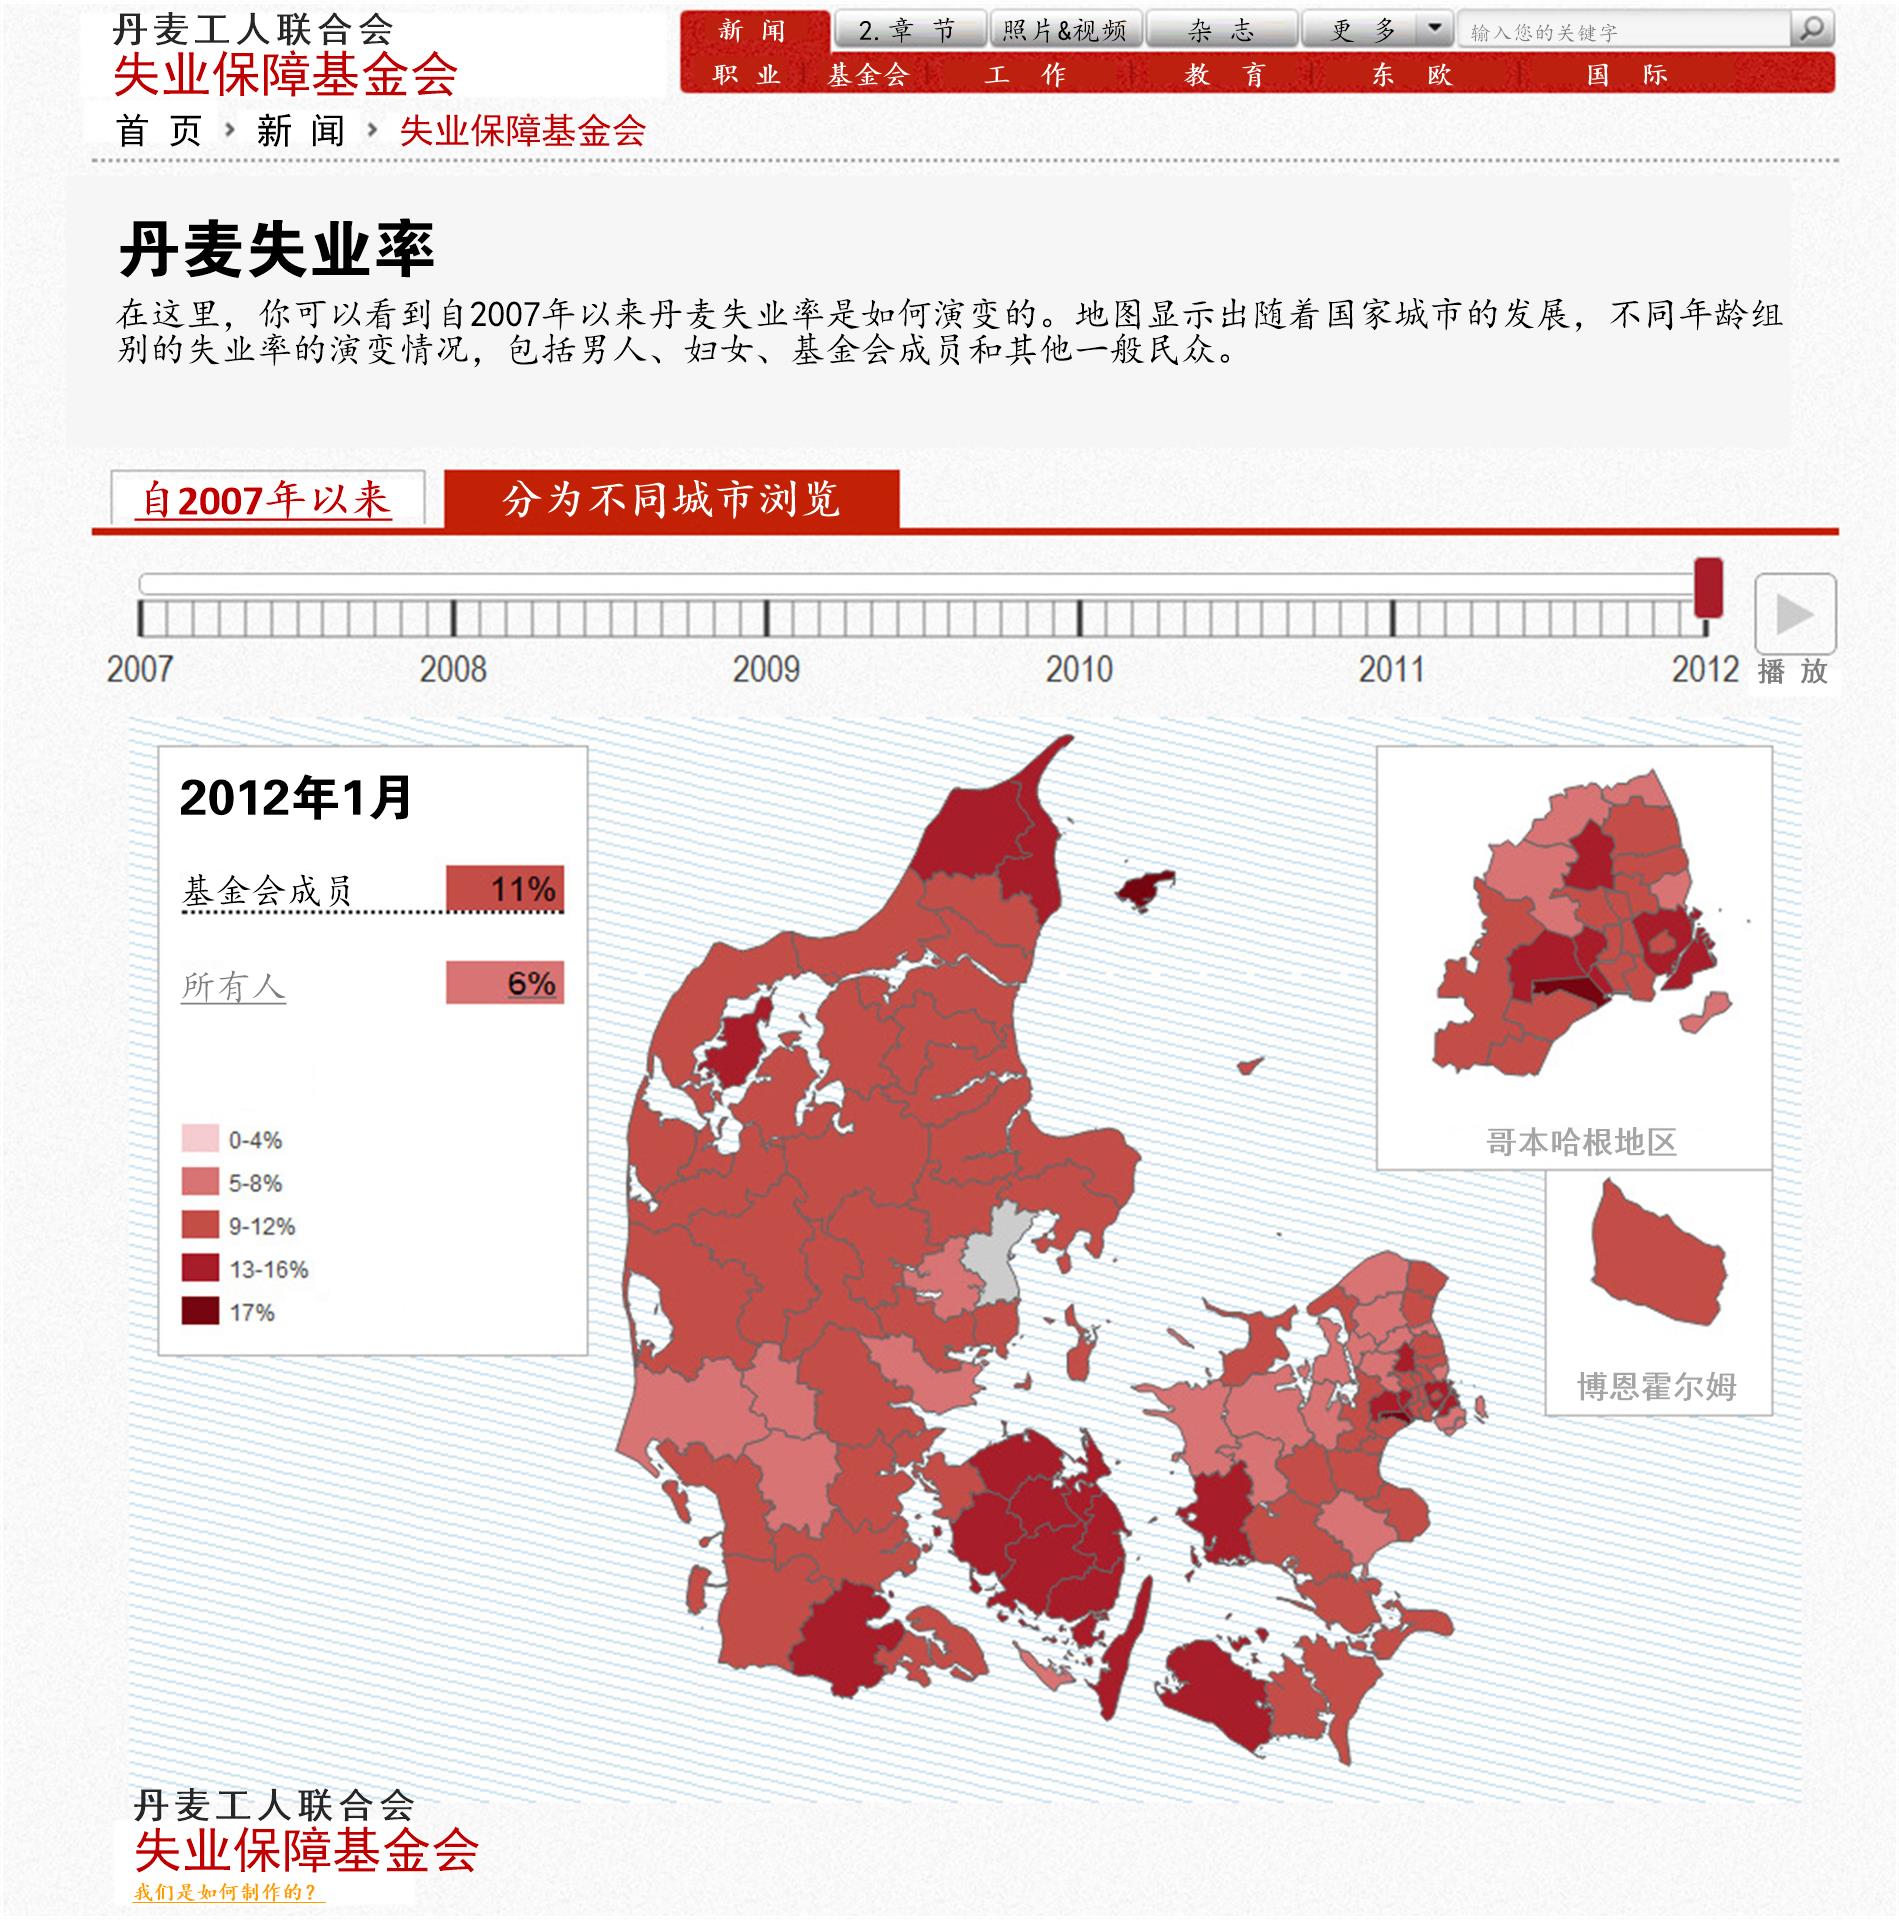 丹麦工人联合会
失业保障基金会
新 闻 2. 章 节 照片&视频 杂 志 更 多 输入您的关键字
职 业 基金会 工 作 教 育 东 欧 国 际
首 页 › 新 闻 › 失业保障基金会
丹麦失业率
在这里，你可以看到自2007年以来丹麦失业率是如何演变的。地图显示出随着国家城市的发展，不同年龄组
别的失业率的演变情况，包括男人、妇女、基金会成员和其他一般民众。
自2007年以来 分为不同城市浏览
2007 2008 2009 2010 2011 2012 播 放
2012年1月
基金会成员 11%
所有人 6%
0-4%
5-8%
9-12%
13-16%
17%
哥本哈根地区
博恩霍尔姆
丹麦工人联合会
失业保障基金会
我们是如何制作的？